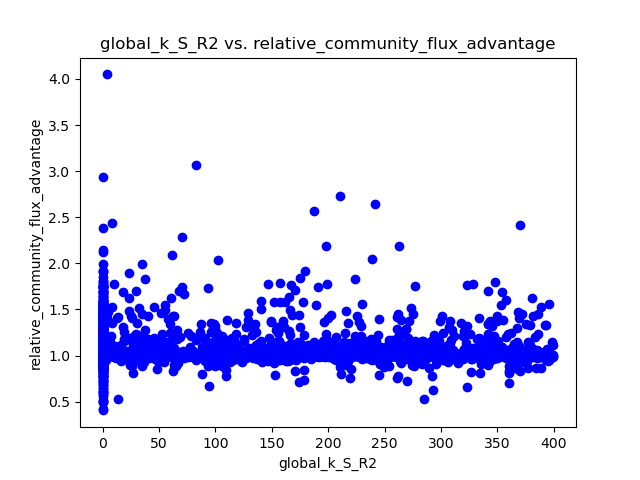 global_k_S_R2 vs. relative_community_flux_advantage
relative_community_flux_advantage
4.0
3.5
3.0
2.5
2.0
1.5
1.0
0.5
0 50 100 150 200 250 300 350 400
global_k_S_R2